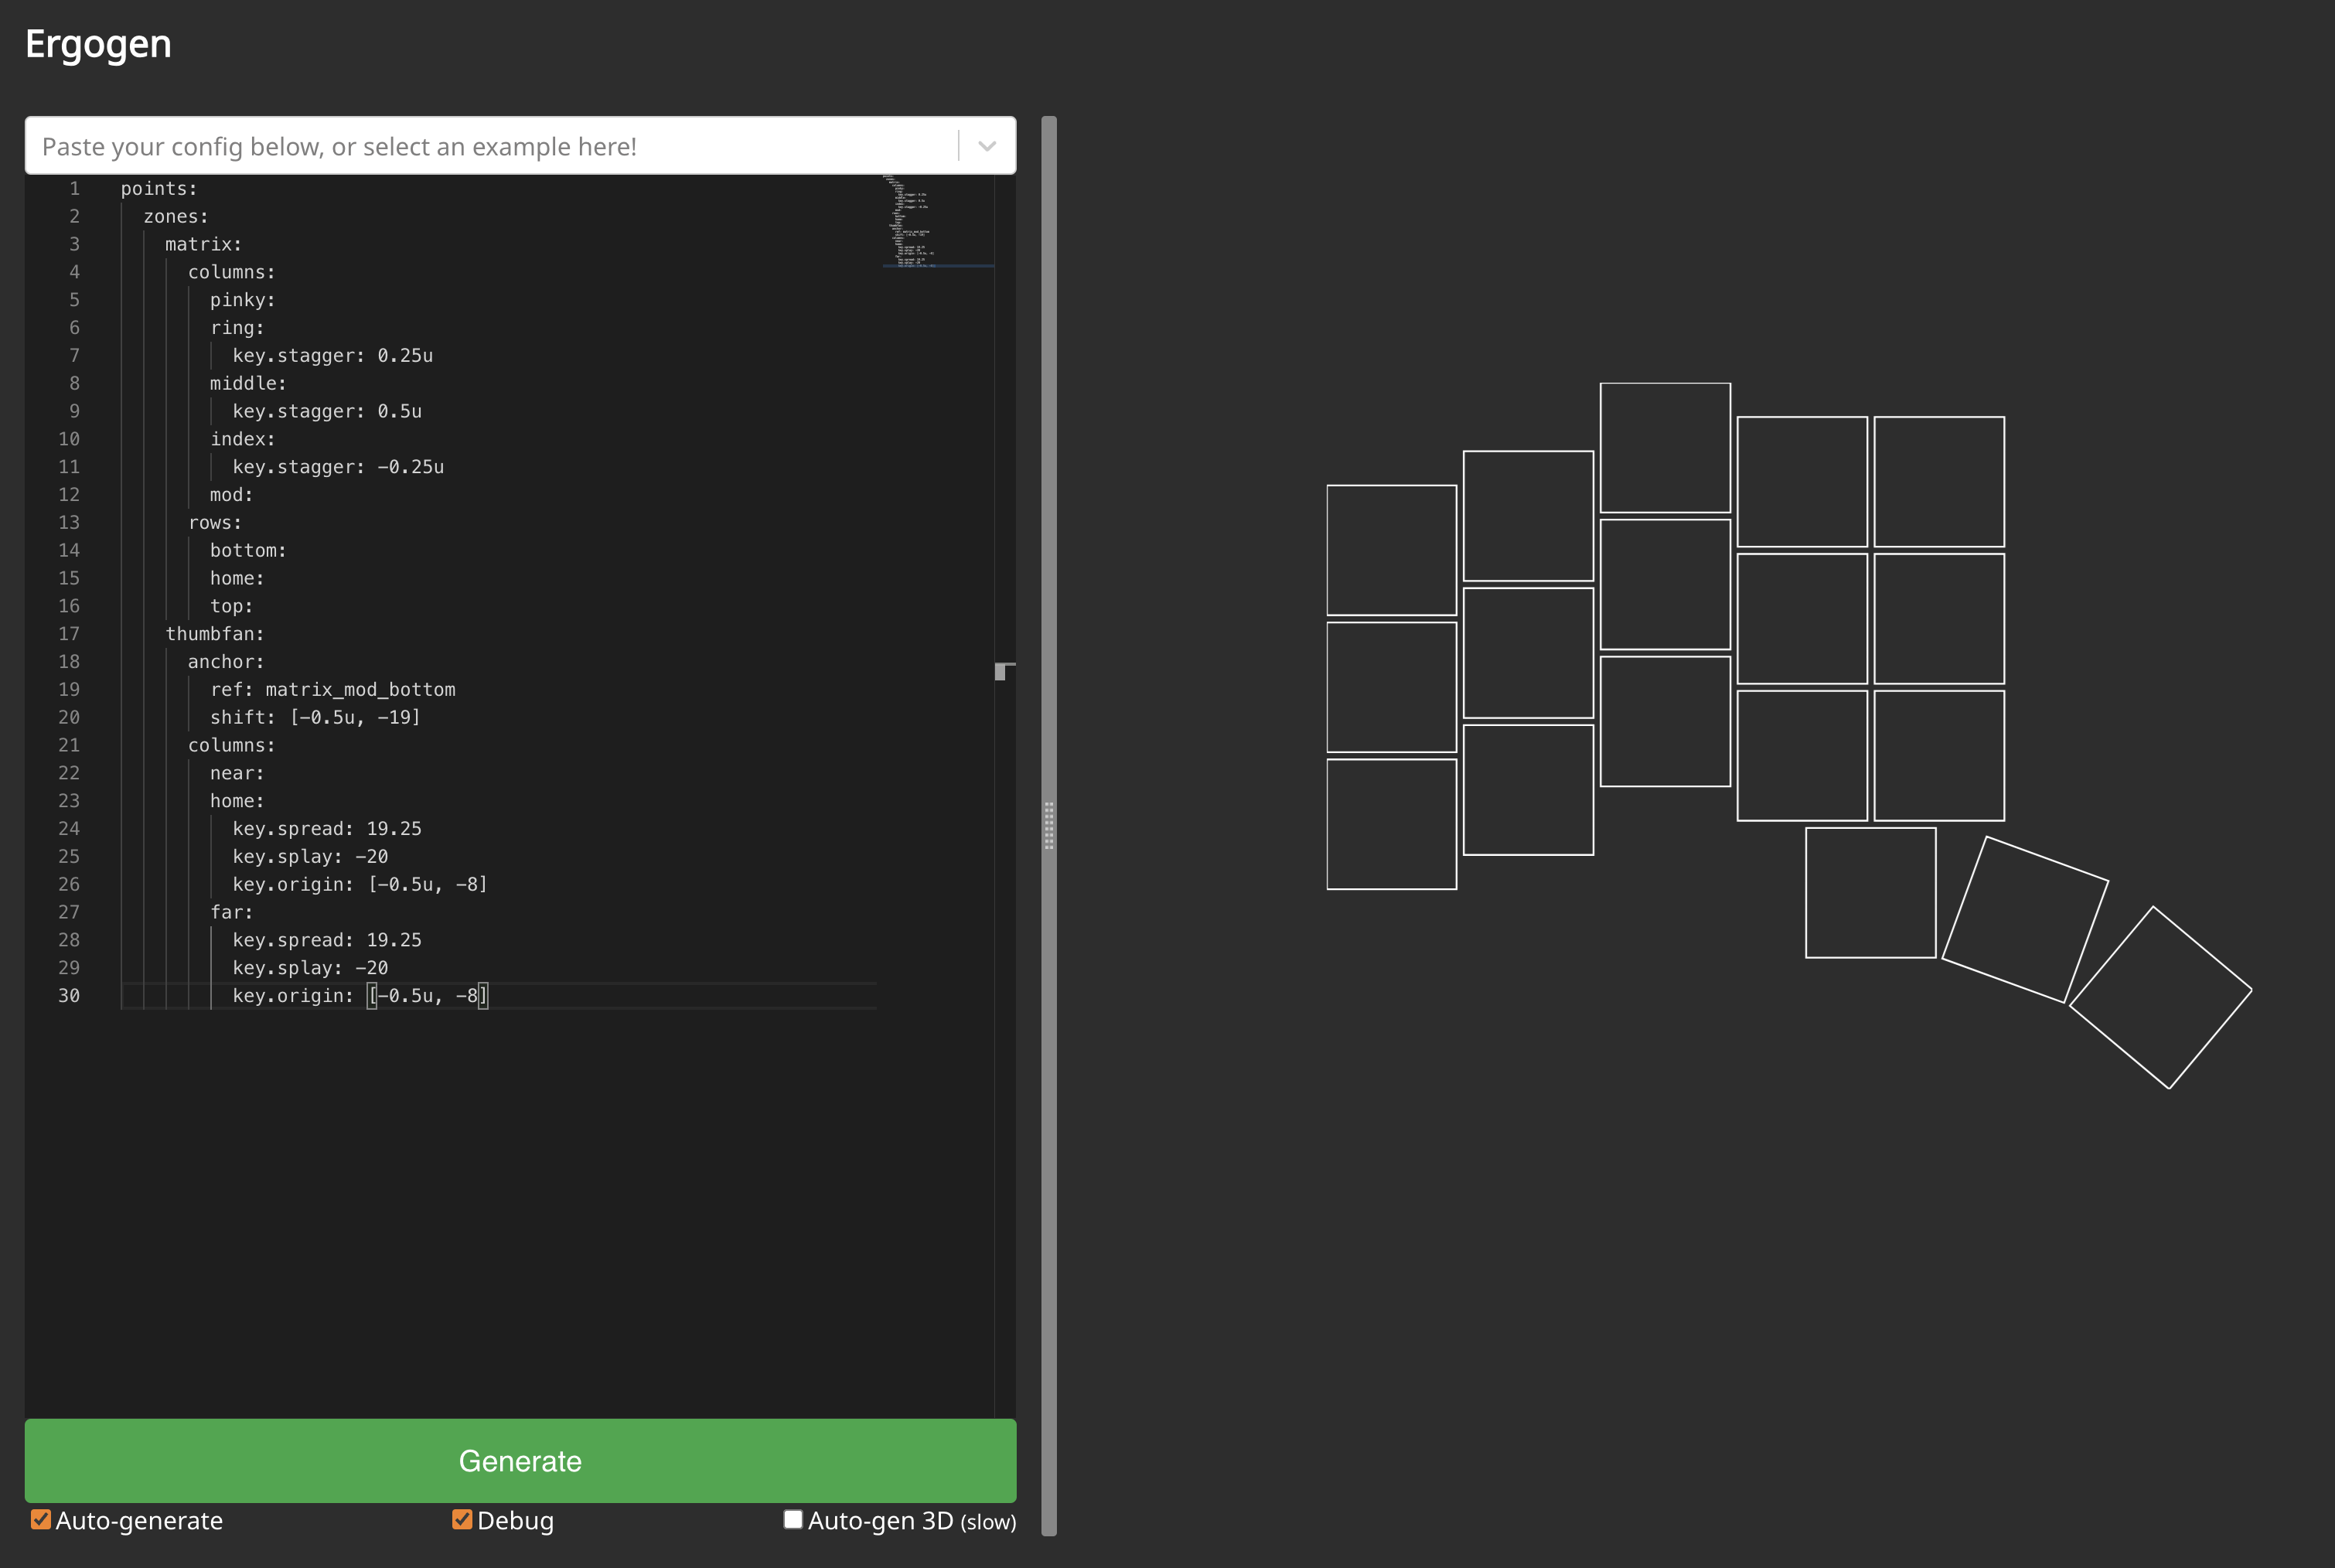 Ergogen
Paste your config below, or select an example here!
1 points:
2   zones:
3     matrix:
4       columns:
5         pinky:
6         ring:
7           key.stagger: 0.25u
8         middle:
9           key.stagger: 0.5u
10         index:
11           key.stagger: -0.25u
12         mod:
13       rows:
14         bottom:
15         home:
16         top:
17     thumbfan:
18       anchor:
19         ref: matrix_mod_bottom
20         shift: [-0.5u, -19]
21       columns:
22         near:
23         home:
24           key.spread: 19.25
25           key.splay: -20
26           key.origin: [-0.5u, -8]
27         far:
28           key.spread: 19.25
29           key.splay: -20
30           key.origin: [-0.5u, -8]
Generate
Auto-generate Debug Auto-gen 3D (slow)